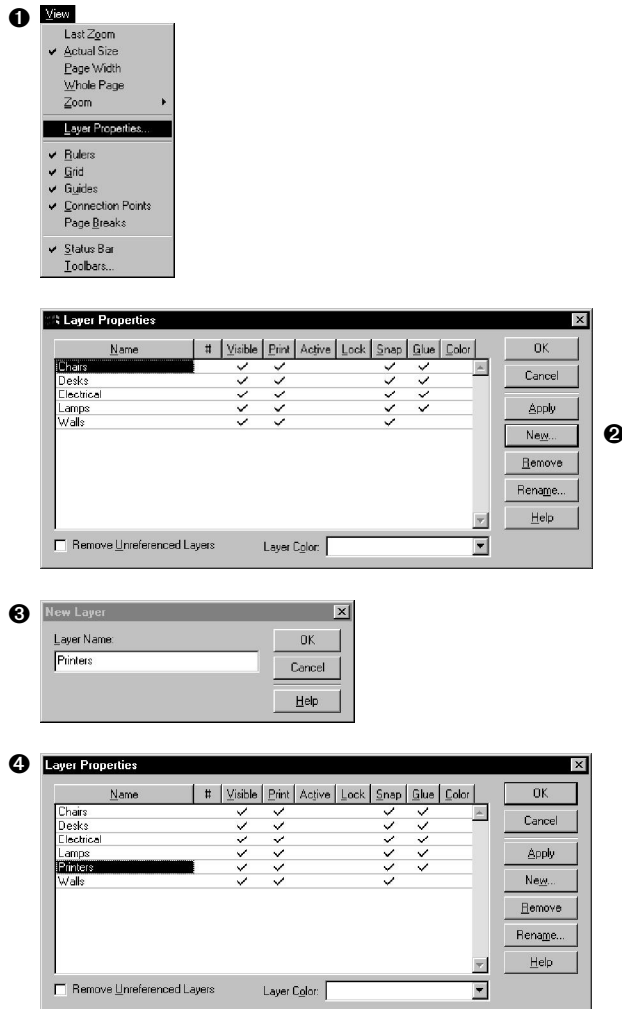 ❶ View
Last Zoom
✓ Actual Size
Page Width
Whole Page
Zoom
Layer Properties...
✓ Rulers
✓ Grid
✓ Guides
✓ Connection Points
Page Breaks
✓ Status Bar
Toolbars...
Layer Properties
Name # Visible Print Active Lock Snap Glue Color OK
Chairs ✓ ✓ ✓ ✓
Desks ✓ ✓ ✓ ✓ Cancel
Electrical ✓ ✓ ✓ ✓
Lamps ✓ ✓ ✓ ✓ Apply
Walls ✓ ✓ ✓
New... ❷
Remove
Rename...
Help
Remove Unreferenced Layers Layer Color:
❸ New Layer
Layer Name: OK
Printers Cancel
Help
❹ Layer Properties
Name # Visible Print Active Lock Snap Glue Color OK
Chairs ✓ ✓ ✓ ✓
Desks ✓ ✓ ✓ ✓ Cancel
Electrical ✓ ✓ ✓ ✓
Lamps ✓ ✓ ✓ ✓ Apply
Printers ✓ ✓ ✓ ✓
Walls ✓ ✓ ✓ New...
Remove
Rename...
Help
Remove Unreferenced Layers Layer Color: